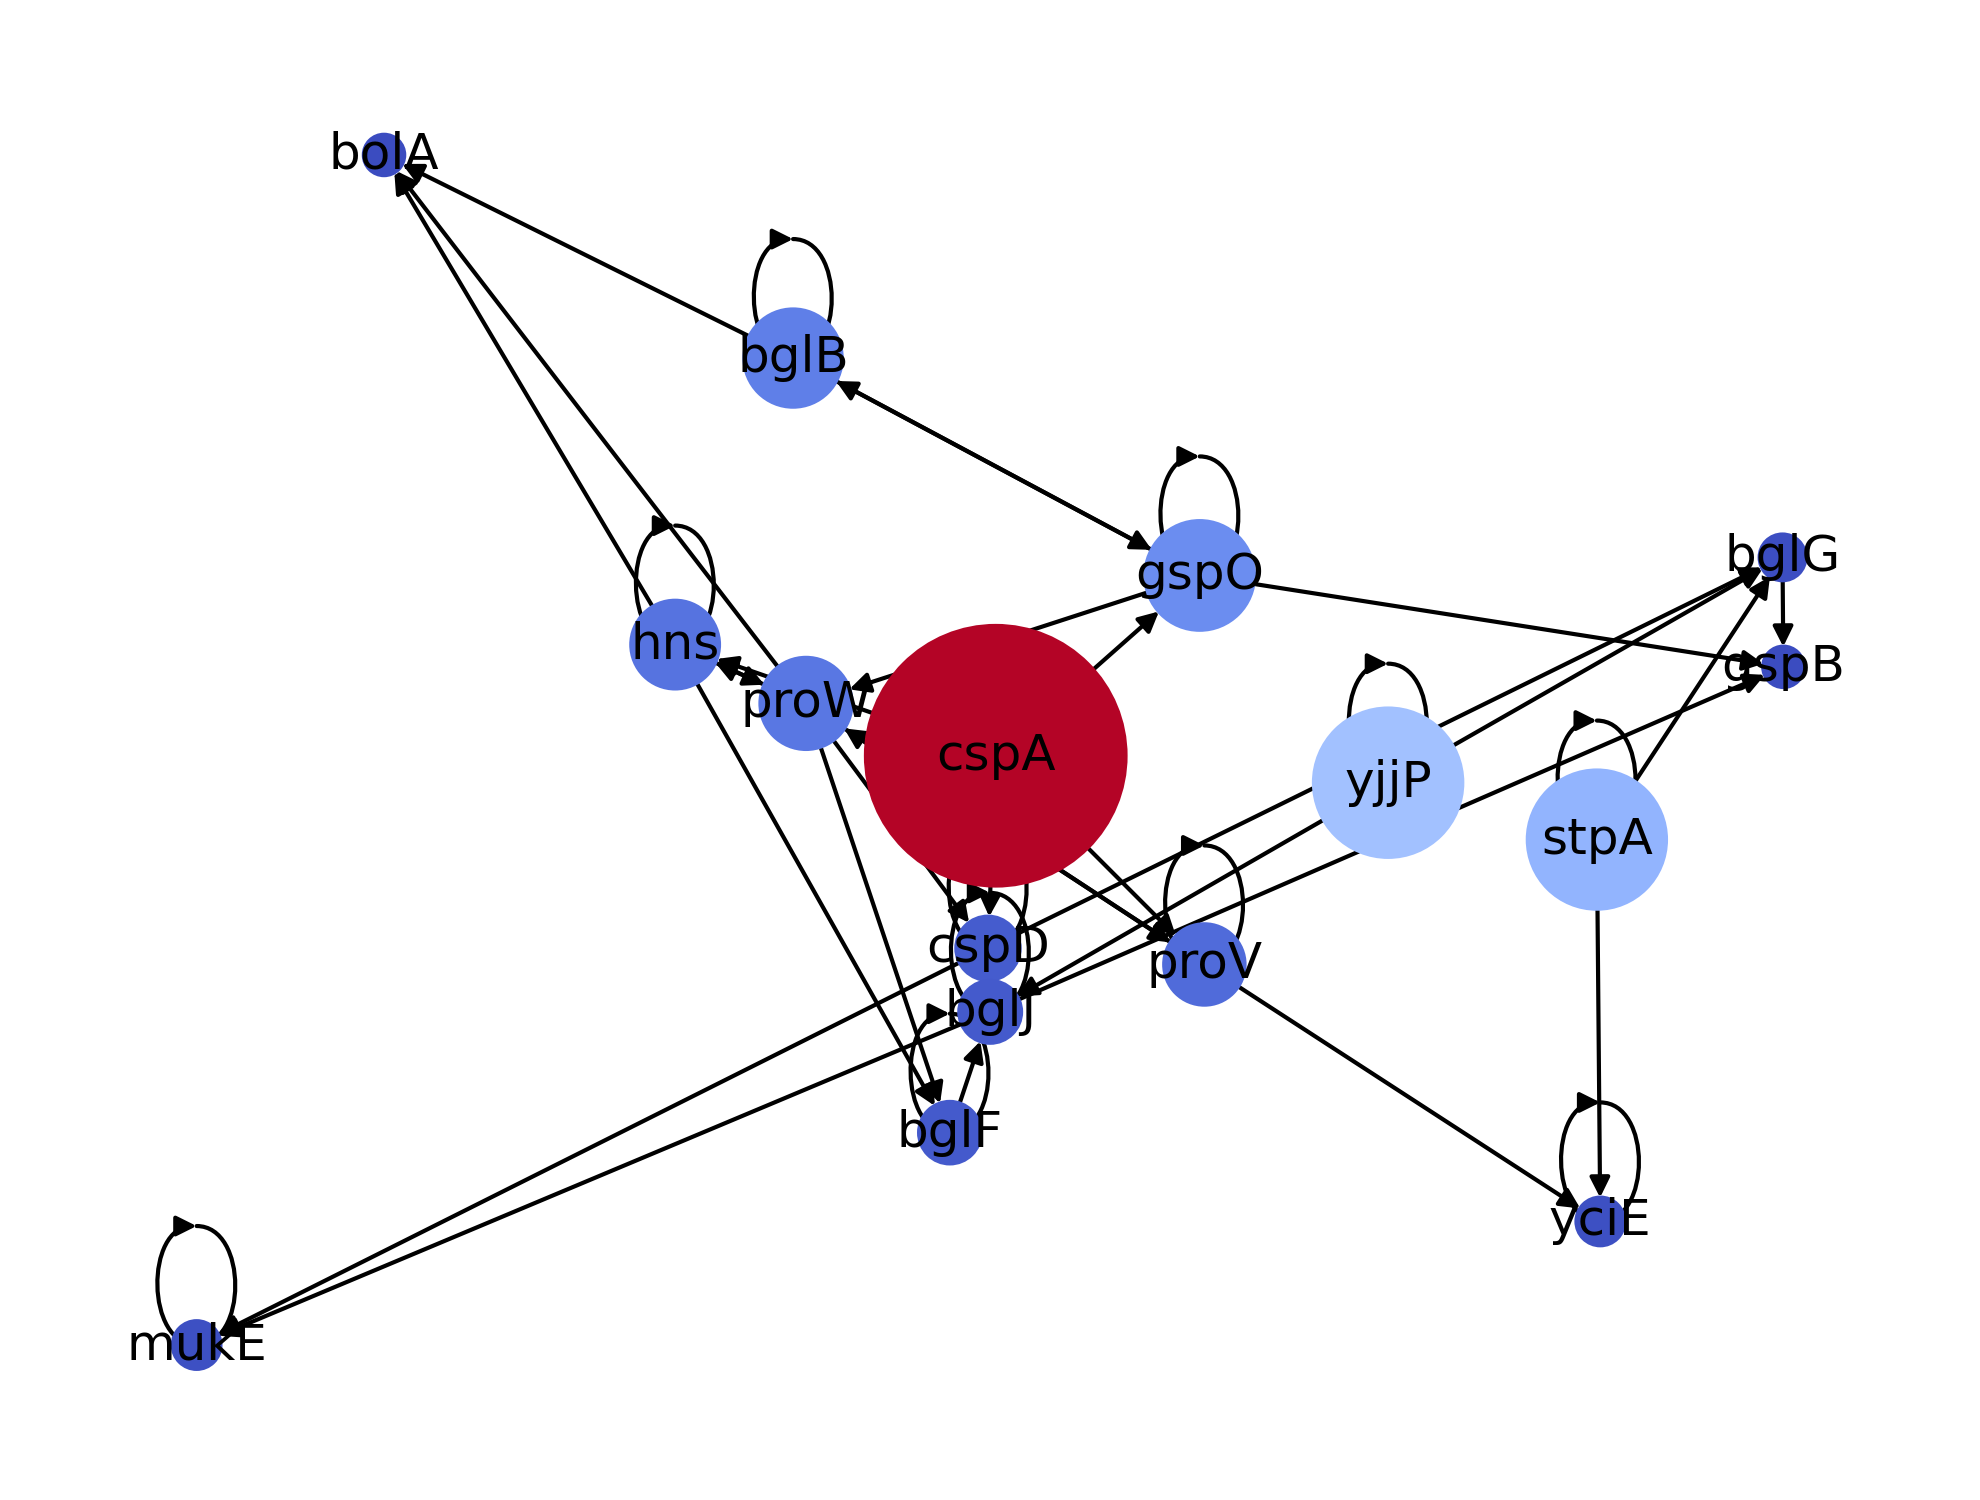 bolA
bglB
gspO
bglG
hns
gspB
proW
cspA
yjjP
stpA
cspD
proV
bglJ
bglF
yciE
mukE